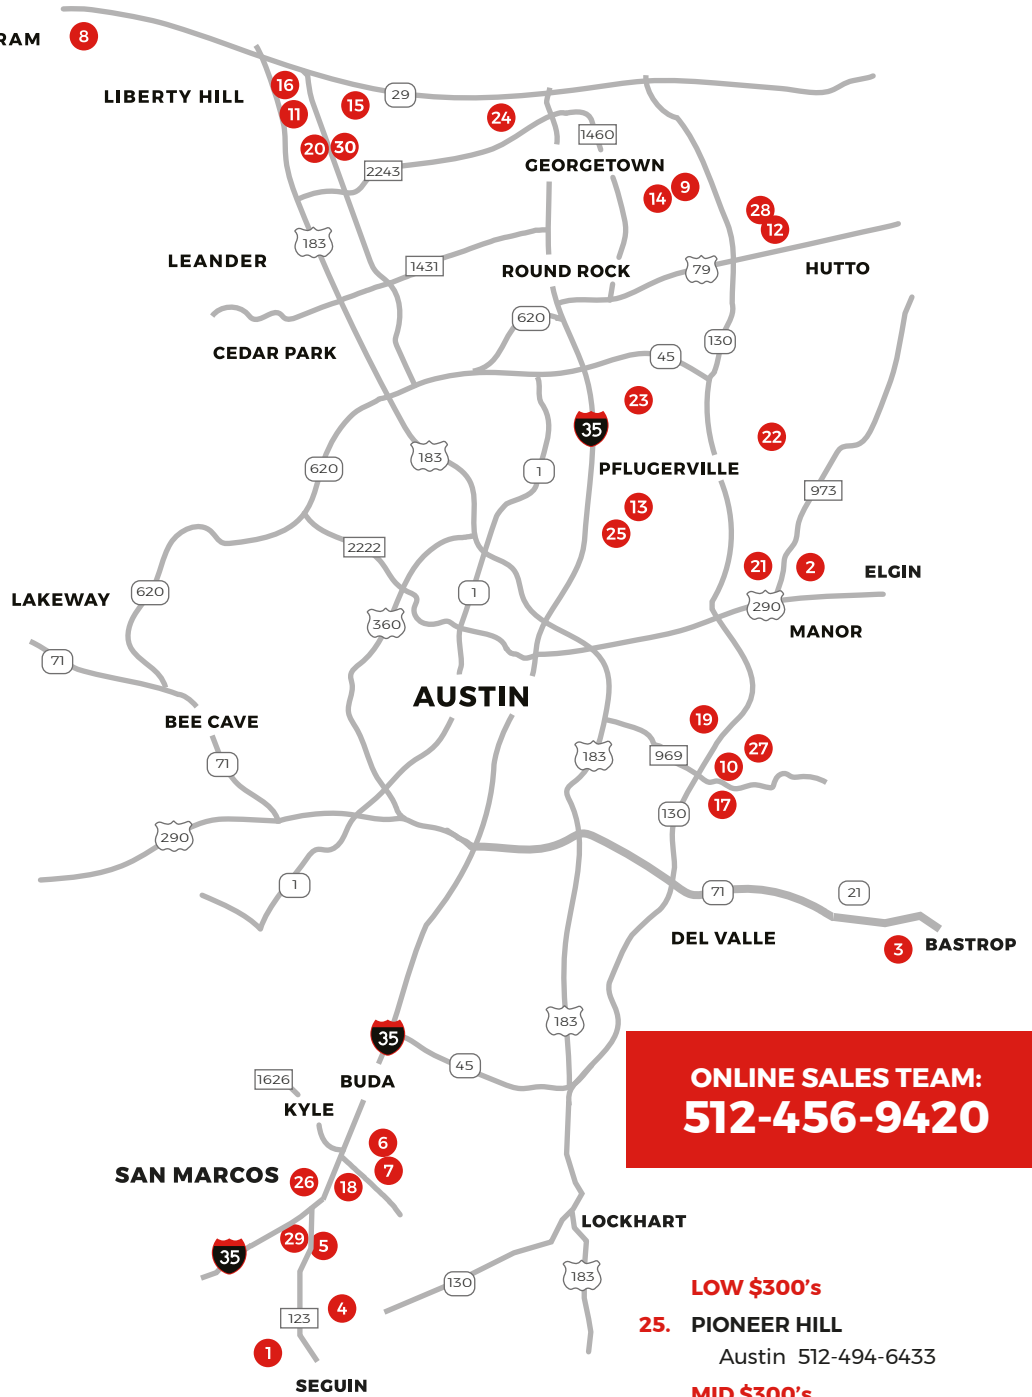 RAM
8
16
LIBERTY HILL
11
15
29
24
1460
20
30
2243
GEORGETOWN
14
9
28
12
183
LEANDER
1431
ROUND ROCK
79
HUTTO
620
CEDAR PARK
45
130
23
35
22
183
620
1
PFLUGERVILLE
973
13
25
2222
21
2
ELGIN
620
LAKEWAY
1
290
360
MANOR
71
AUSTIN
BEE CAVE
19
71
183
969
27
10
17
130
290
1
71
21
DEL VALLE
3
BASTROP
183
35
45
1626
BUDA
KYLE
ONLINE SALES TEAM:
512-456-9420
6
7
SAN MARCOS
26
18
LOCKHART
29
5
35
130
183
4
123
1
SEGUIN
LOW $300's
25. PIONEER HILL
Austin 512-494-6433
MID $300's